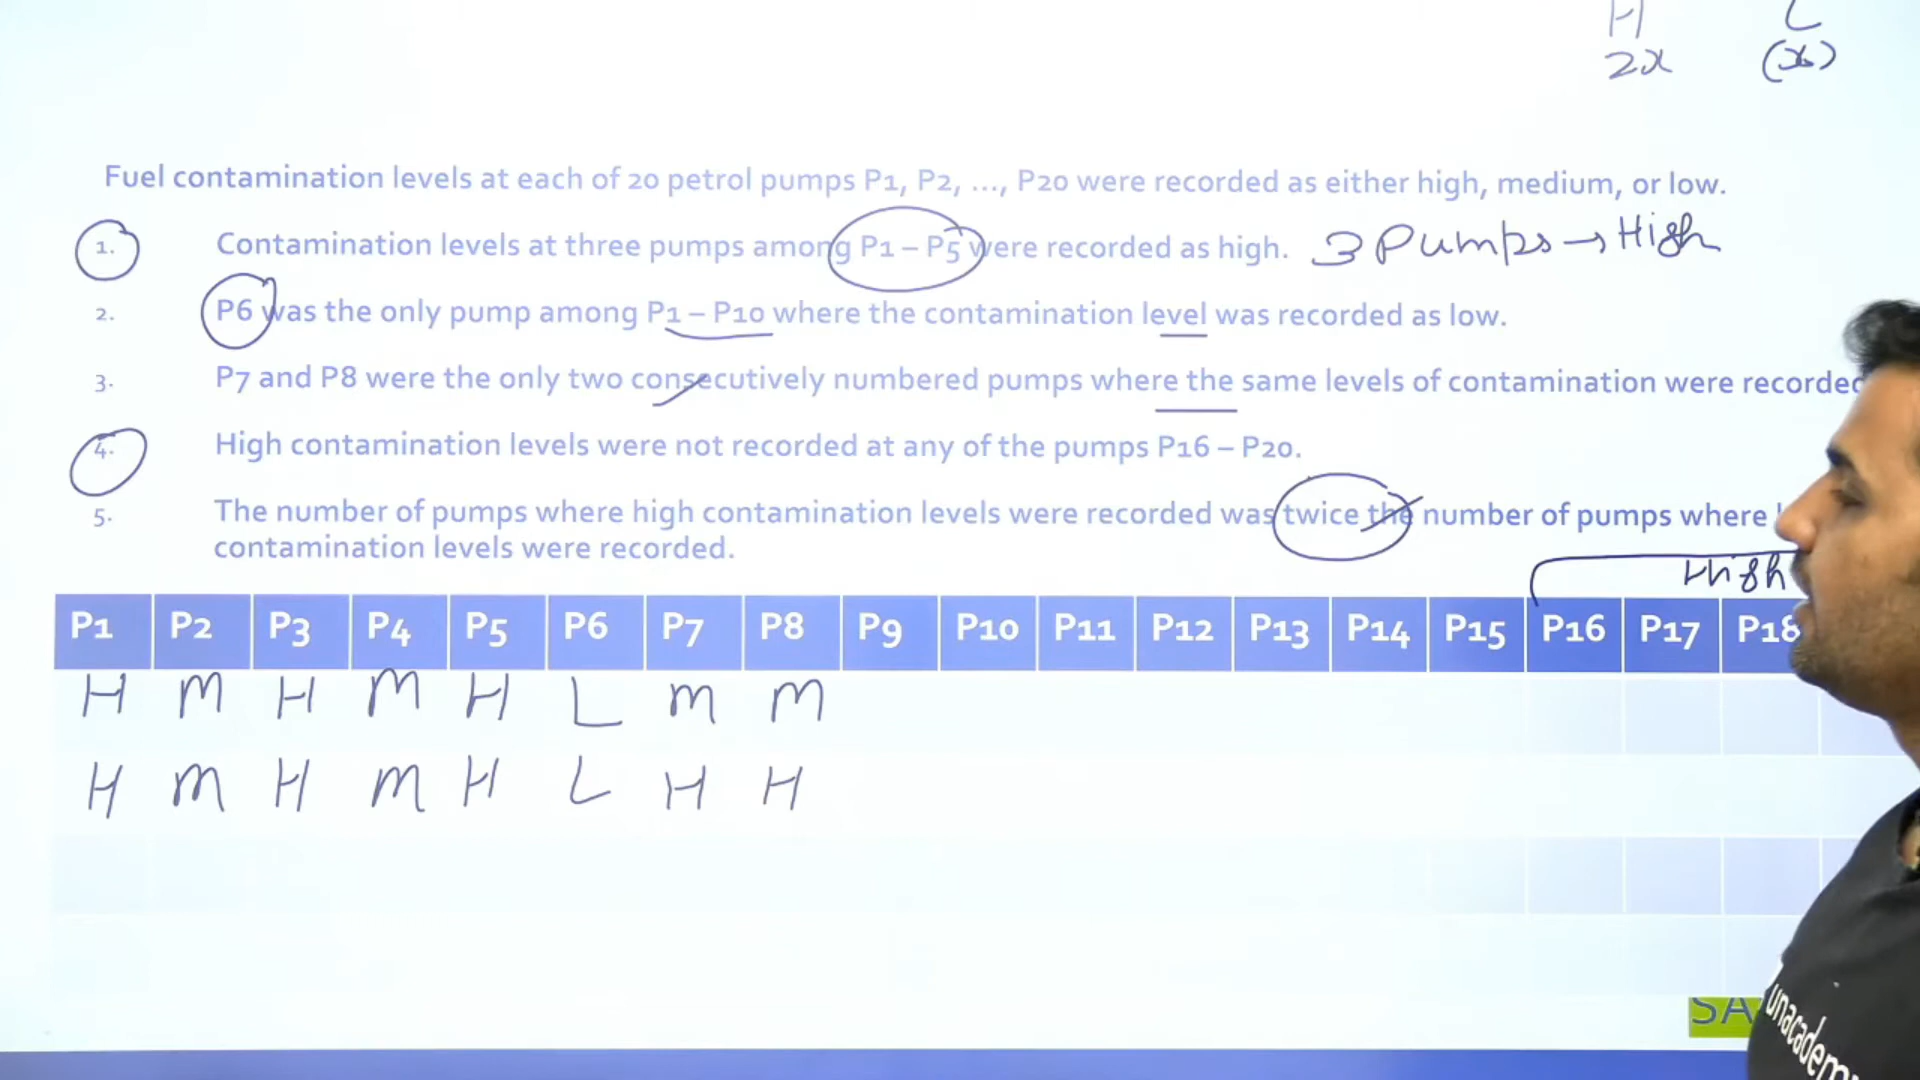 H L
2x (x)
Fuel contamination levels at each of 20 petrol pumps P1, P2, ..., P20 were recorded as either high, medium, or low.
1. Contamination levels at three pumps among P1 – P5 were recorded as high. 3 Pumps → High
2. P6 was the only pump among P1 – P10 where the contamination level was recorded as low.
3. P7 and P8 were the only two consecutively numbered pumps where the same levels of contamination were recorded
4. High contamination levels were not recorded at any of the pumps P16 – P20.
5. The number of pumps where high contamination levels were recorded was twice the number of pumps where
contamination levels were recorded.
High
P1 P2 P3 P4 P5 P6 P7 P8 P9 P10 P11 P12 P13 P14 P15 P16 P17 P18
H M H M H L M M
H M H M H L H H
SA
unacademy